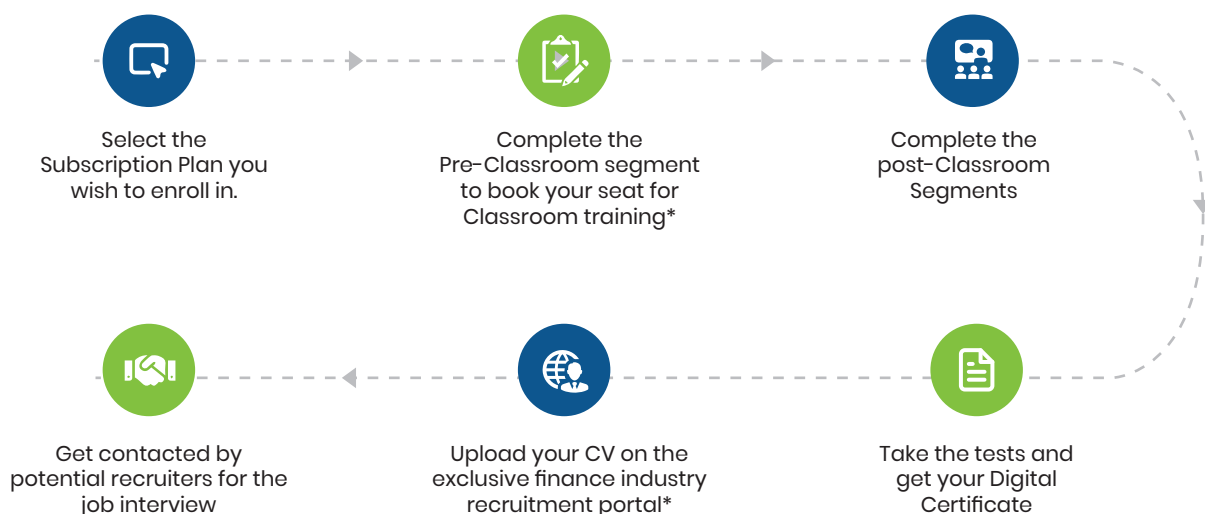 Select the
Subscription Plan you
wish to enroll in.
Complete the
Pre-Classroom segment
to book your seat for
Classroom training*
Complete the
post-Classroom
Segments
Take the tests and
get your Digital
Certificate
Upload your CV on the
exclusive finance industry
recruitment portal*
Get contacted by
potential recruiters for the
job interview